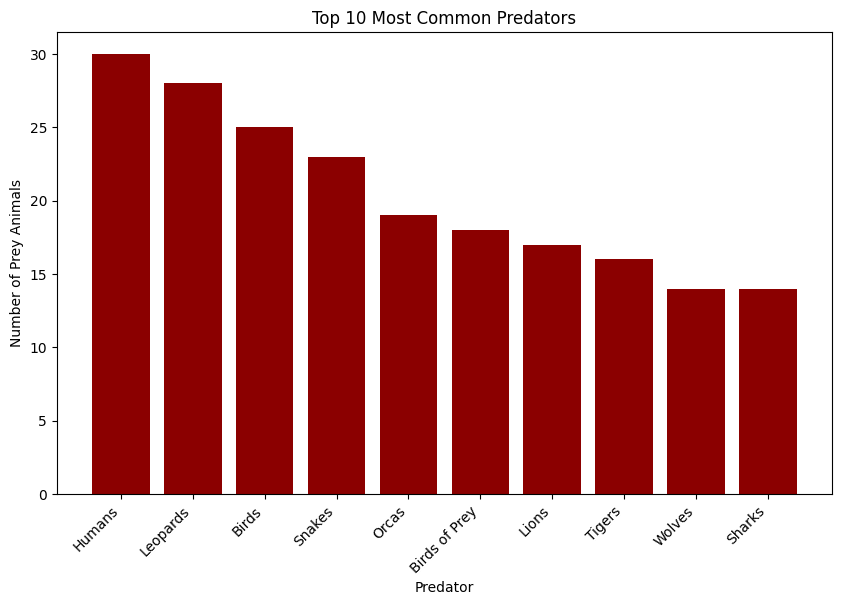 Top 10 Most Common Predators
Number of Prey Animals
30
25
20
15
10
5
0
Humans
Leopards
Birds
Snakes
Orcas
Birds of Prey
Lions
Tigers
Wolves
Sharks
Predator